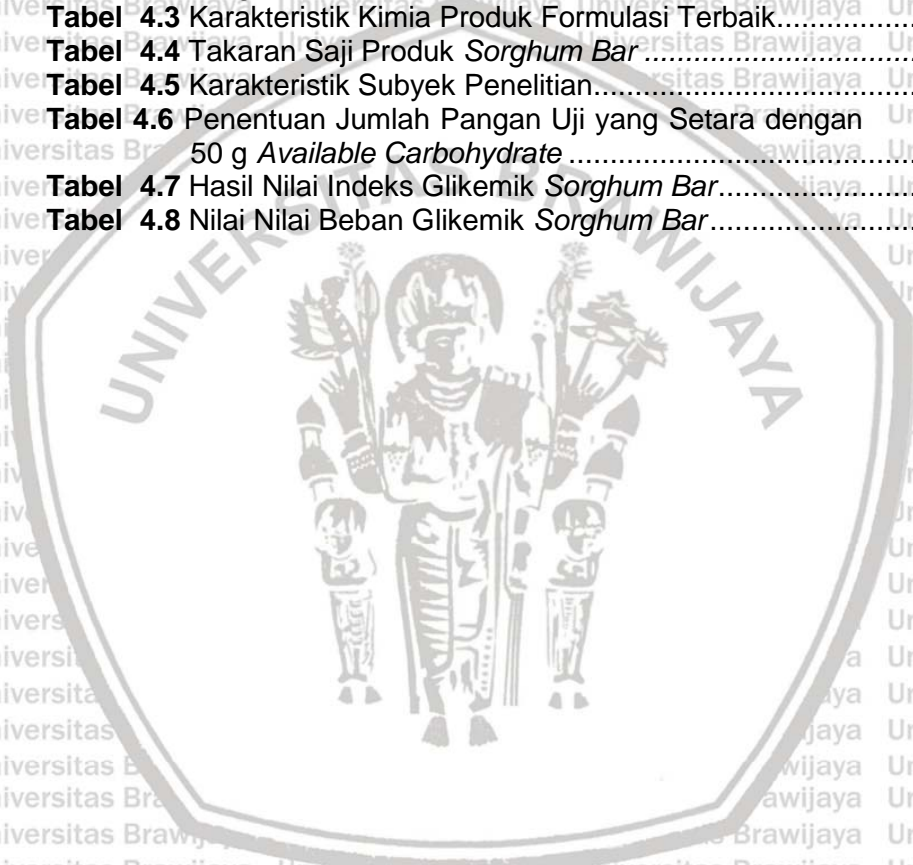 Tabel 4.3 Karakteristik Kimia Produk Formulasi Terbaik................
Tabel 4.4 Takaran Saji Produk Sorghum Bar ...................................
Tabel 4.5 Karakteristik Subyek Penelitian.......................................
Tabel 4.6 Penentuan Jumlah Pangan Uji yang Setara dengan
50 g Available Carbohydrate ...........................................
Tabel 4.7 Hasil Nilai Indeks Glikemik Sorghum Bar........................
Tabel 4.8 Nilai Nilai Beban Glikemik Sorghum Bar.........................
UNIVERSITAS BRAWIJAYA